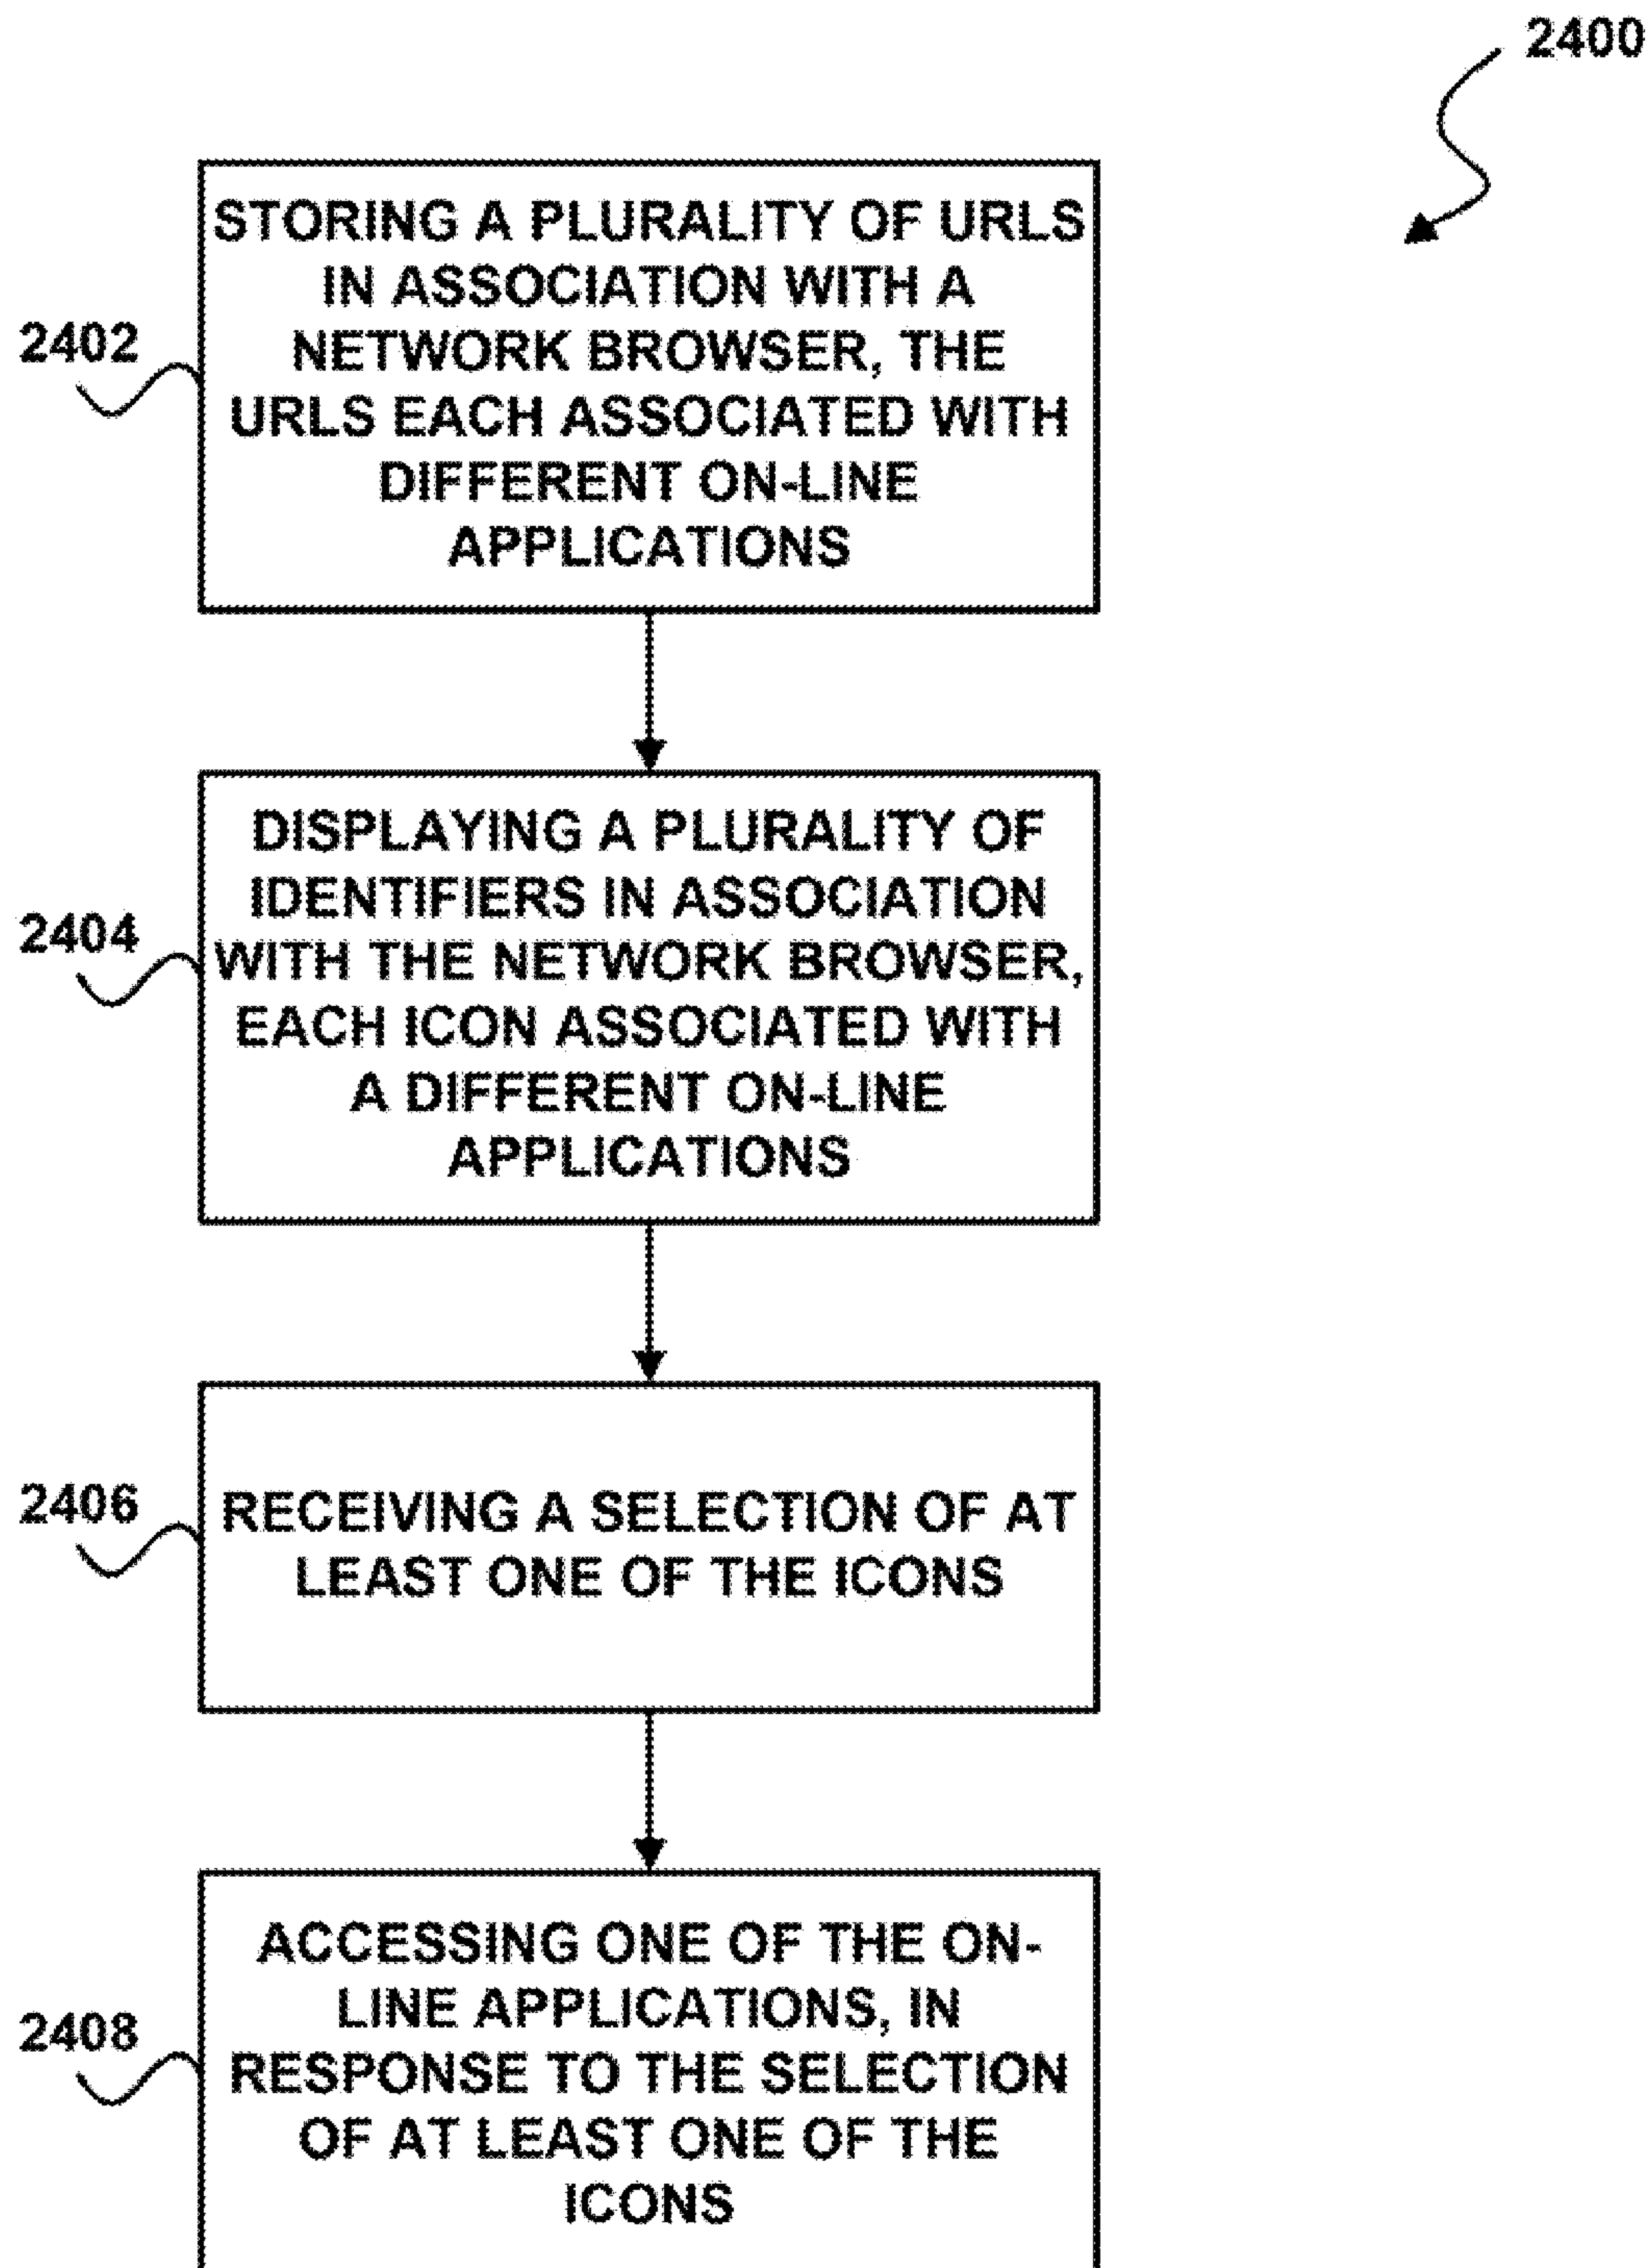 2400
STORING A PLURALITY OF URLS
IN ASSOCIATION WITH A
NETWORK BROWSER, THE
URLS EACH ASSOCIATED WITH
DIFFERENT ON-LINE
APPLICATIONS
2402
DISPLAYING A PLURALITY OF
IDENTIFIERS IN ASSOCIATION
WITH THE NETWORK BROWSER,
EACH ICON ASSOCIATED WITH
A DIFFERENT ON-LINE
APPLICATIONS
2404
RECEIVING A SELECTION OF AT
LEAST ONE OF THE ICONS
2406
ACCESSING ONE OF THE ON-
LINE APPLICATIONS, IN
RESPONSE TO THE SELECTION
OF AT LEAST ONE OF THE
ICONS
2408